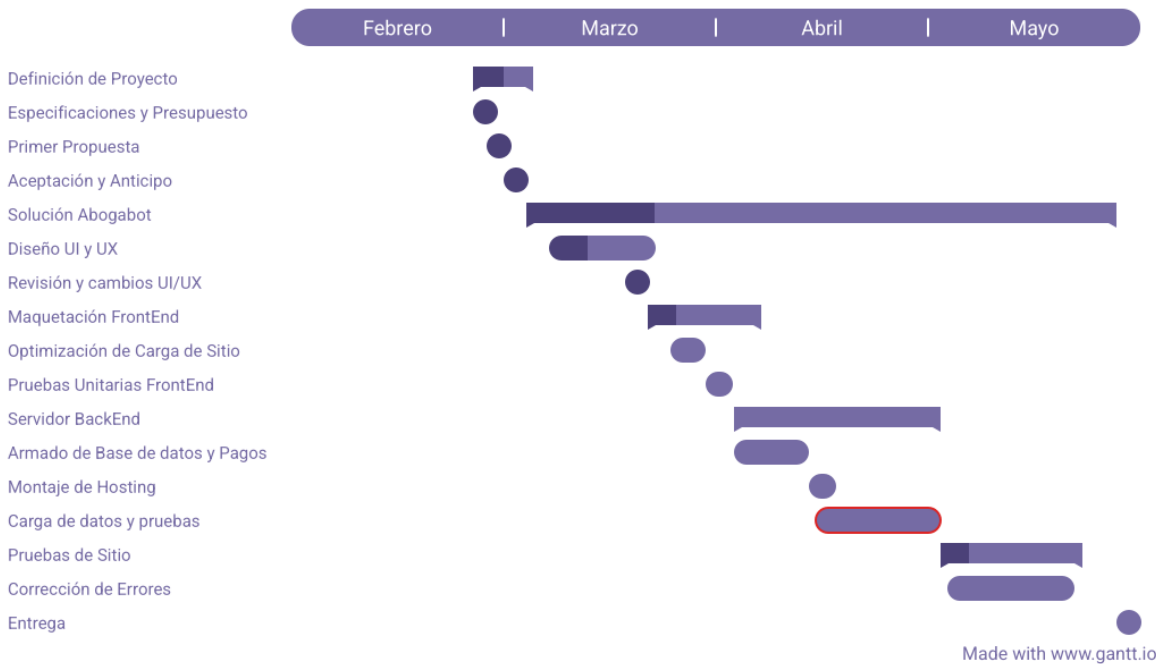 Febrero | Marzo | Abril | Mayo
Definición de Proyecto
Especificaciones y Presupuesto
Primer Propuesta
Aceptación y Anticipo
Solución Abogabot
Diseño UI y UX
Revisión y cambios UI/UX
Maquetación FrontEnd
Optimización de Carga de Sitio
Pruebas Unitarias FrontEnd
Servidor BackEnd
Armado de Base de datos y Pagos
Montaje de Hosting
Carga de datos y pruebas
Pruebas de Sitio
Corrección de Errores
Entrega
Made with www.gantt.io